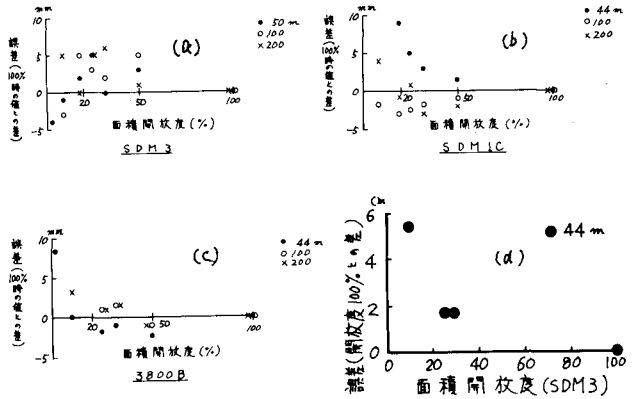 mm
10
5
0
-5
(a)
• 50 m
○ 100
× 200
20
50
100
誤差(100%時の値との差)
面積開放度(%)
SDM3
mm
10
5
0
-5
(b)
• 44 m
○ 100
× 200
20
50
100
誤差(100%時の値との差)
面積開放度(%)
SDM1C
mm
10
5
0
-5
(c)
• 44 m
○ 100
× 200
20
50
100
誤差(100%時の値との差)
面積開放度(%)
3800B
Cm
6
4
2
0
(d)
● 44 m
20
40
60
80
100
誤差(開放度100%との差)
面積開放度(SDM3)